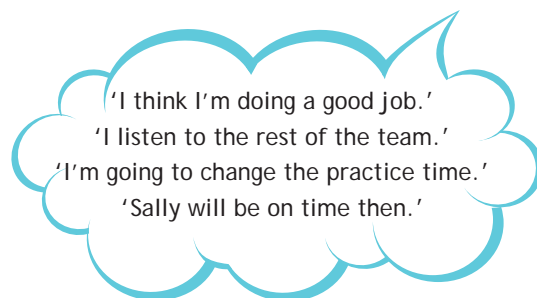 ‘I think I’m doing a good job.’
‘I listen to the rest of the team.’
‘I’m going to change the practice time.’
‘Sally will be on time then.’